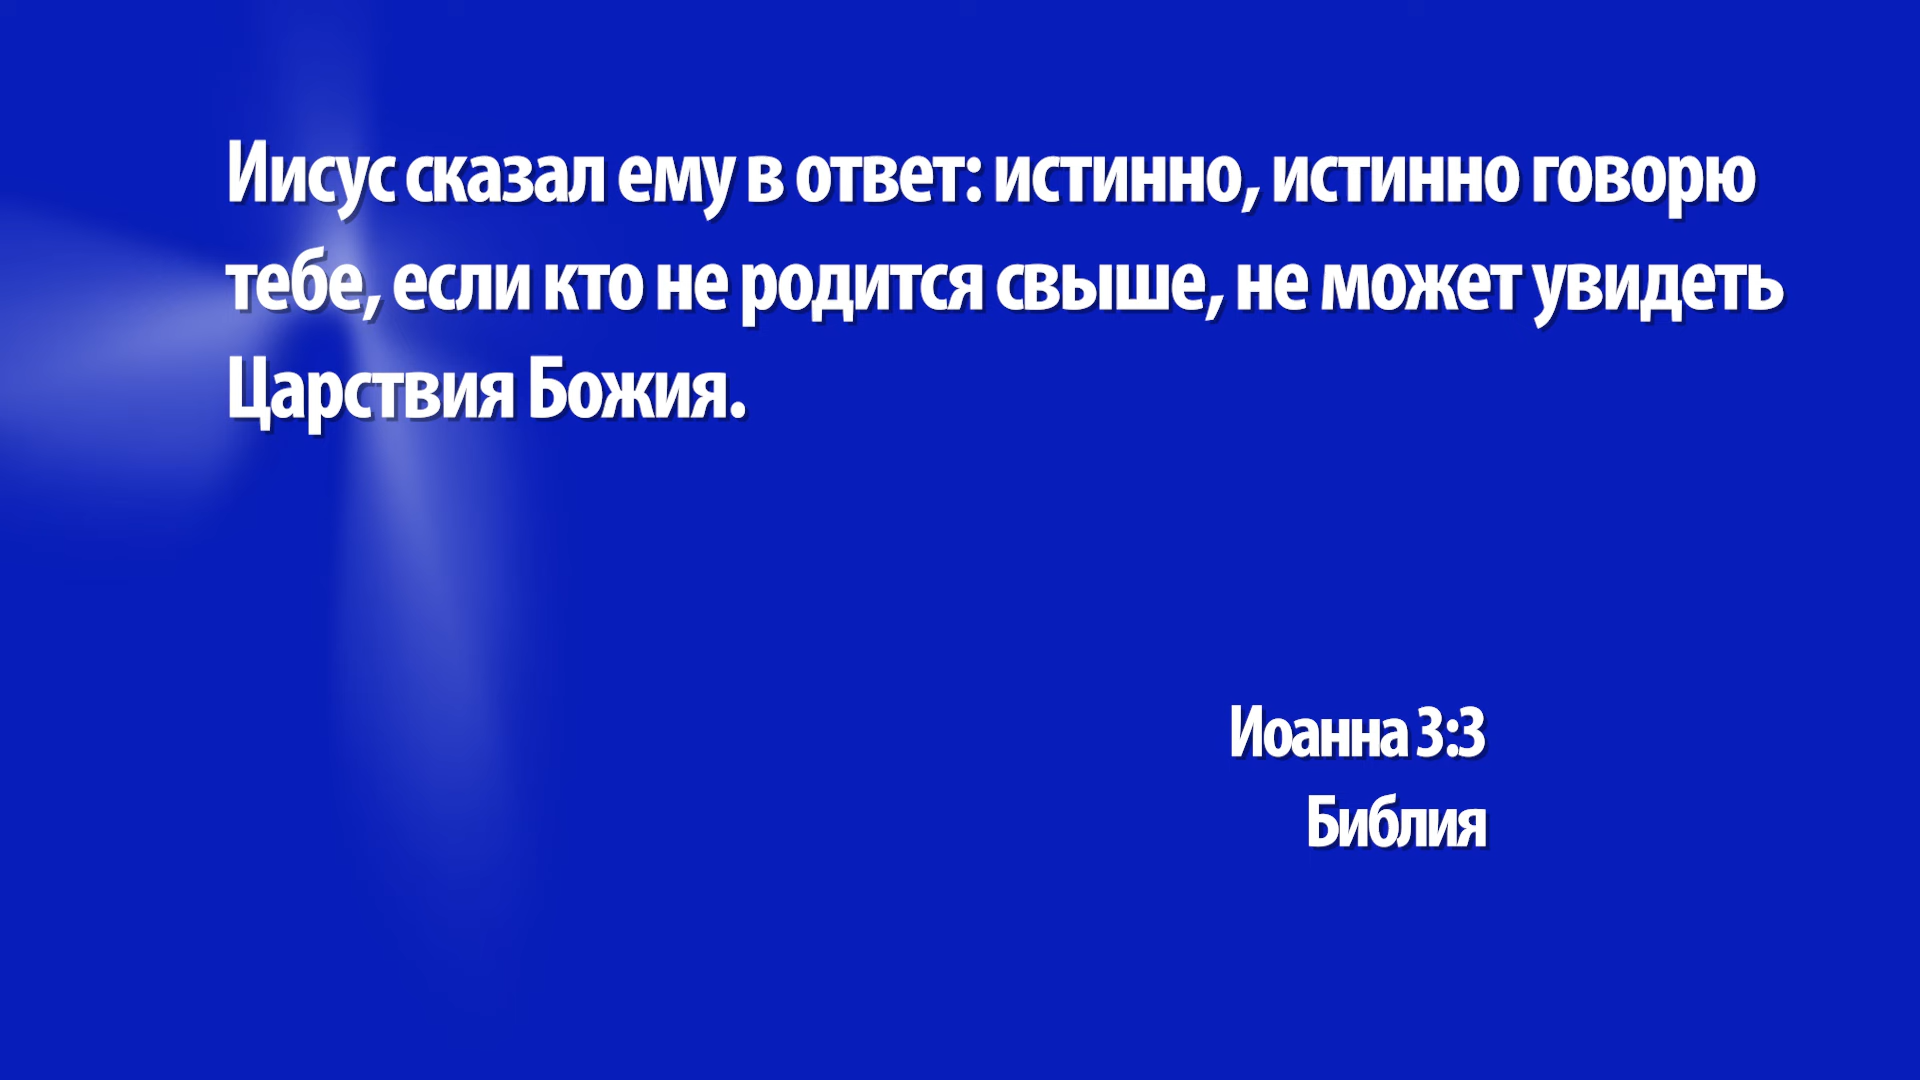 Иисус сказал ему в ответ: истинно, истинно говорю
тебе, если кто не родится свыше, не может увидеть
Царствия Божия.
Иоанна 3:3
Библия